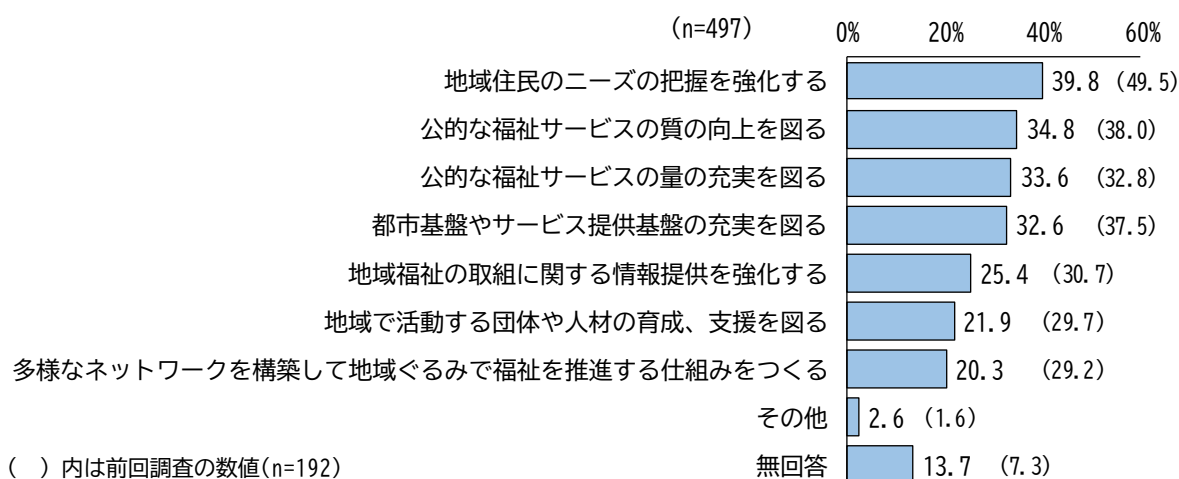 (n=497) 0% 20% 40% 60%
地域住民のニーズの把握を強化する 39.8 (49.5)
公的な福祉サービスの質の向上を図る 34.8 (38.0)
公的な福祉サービスの量の充実を図る 33.6 (32.8)
都市基盤やサービス提供基盤の充実を図る 32.6 (37.5)
地域福祉の取組に関する情報提供を強化する 25.4 (30.7)
地域で活動する団体や人材の育成、支援を図る 21.9 (29.7)
多様なネットワークを構築して地域ぐるみで福祉を推進する仕組みをつくる 20.3 (29.2)
その他 2.6 (1.6)
無回答 13.7 (7.3)
( )内は前回調査の数値(n=192)